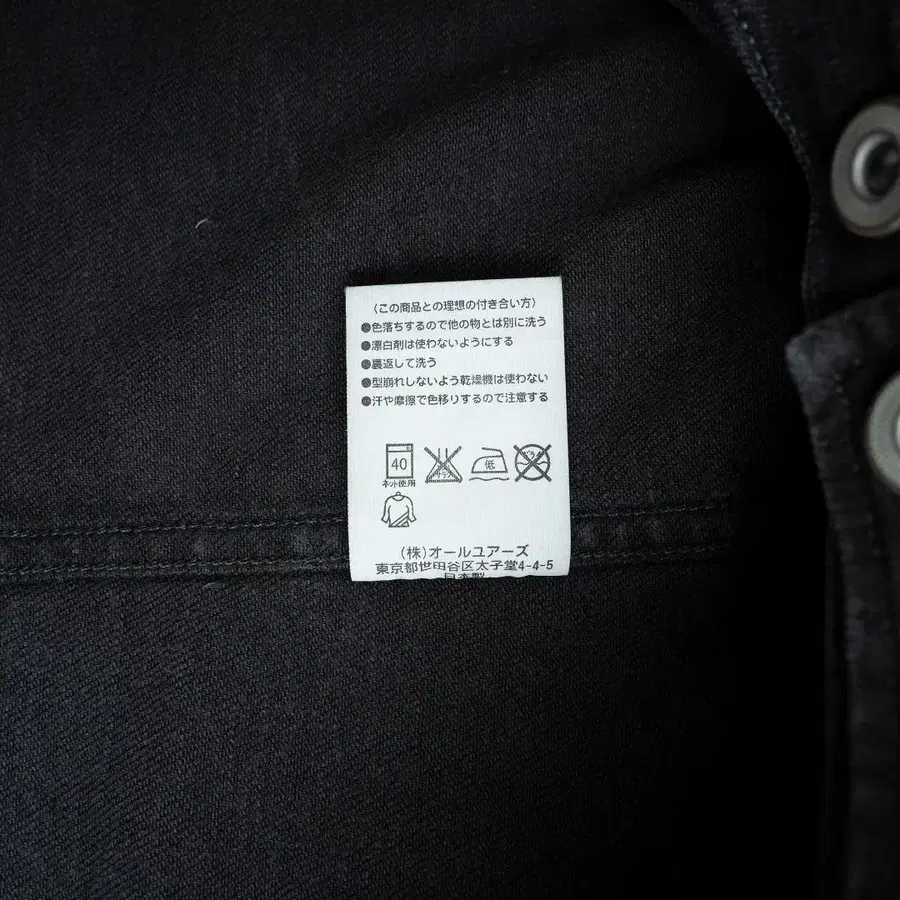 〈この商品との理想の付き合い方〉
●色落ちするので他の物とは別に洗う
●漂白剤は使わないようにする
●裏返して洗う
●型崩れしないよう乾燥機は使わない
●汗や摩擦で色移りするので注意する
40 低
ネット使用
(株)オールユアーズ
東京都世田谷区太子堂4-4-5
日本製